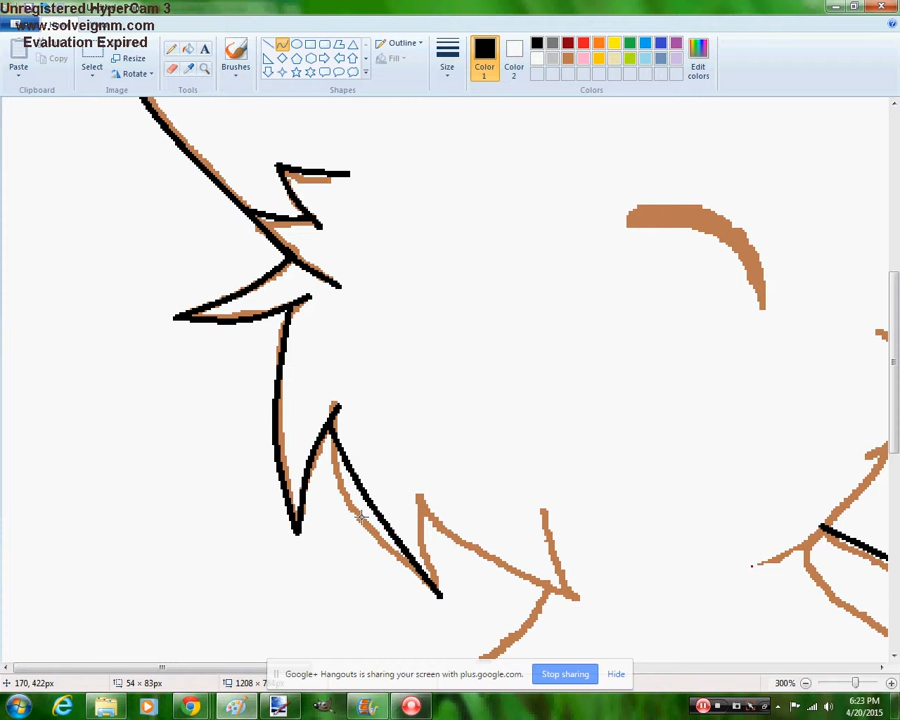 Unregistered HyperCam 3
www.solveigmm.com
Evaluation Expired
Paste
Copy
Select
Resize
Rotate
A
Brushes
Outline
Fill
Size
Color
1
Color
2
Edit
colors
Clipboard
Image
Tools
Shapes
Colors
Google+ Hangouts is sharing your screen with plus.google.com.
Stop sharing
Hide
170, 422px
54 × 83px
300%
6:23 PM
4/20/2015